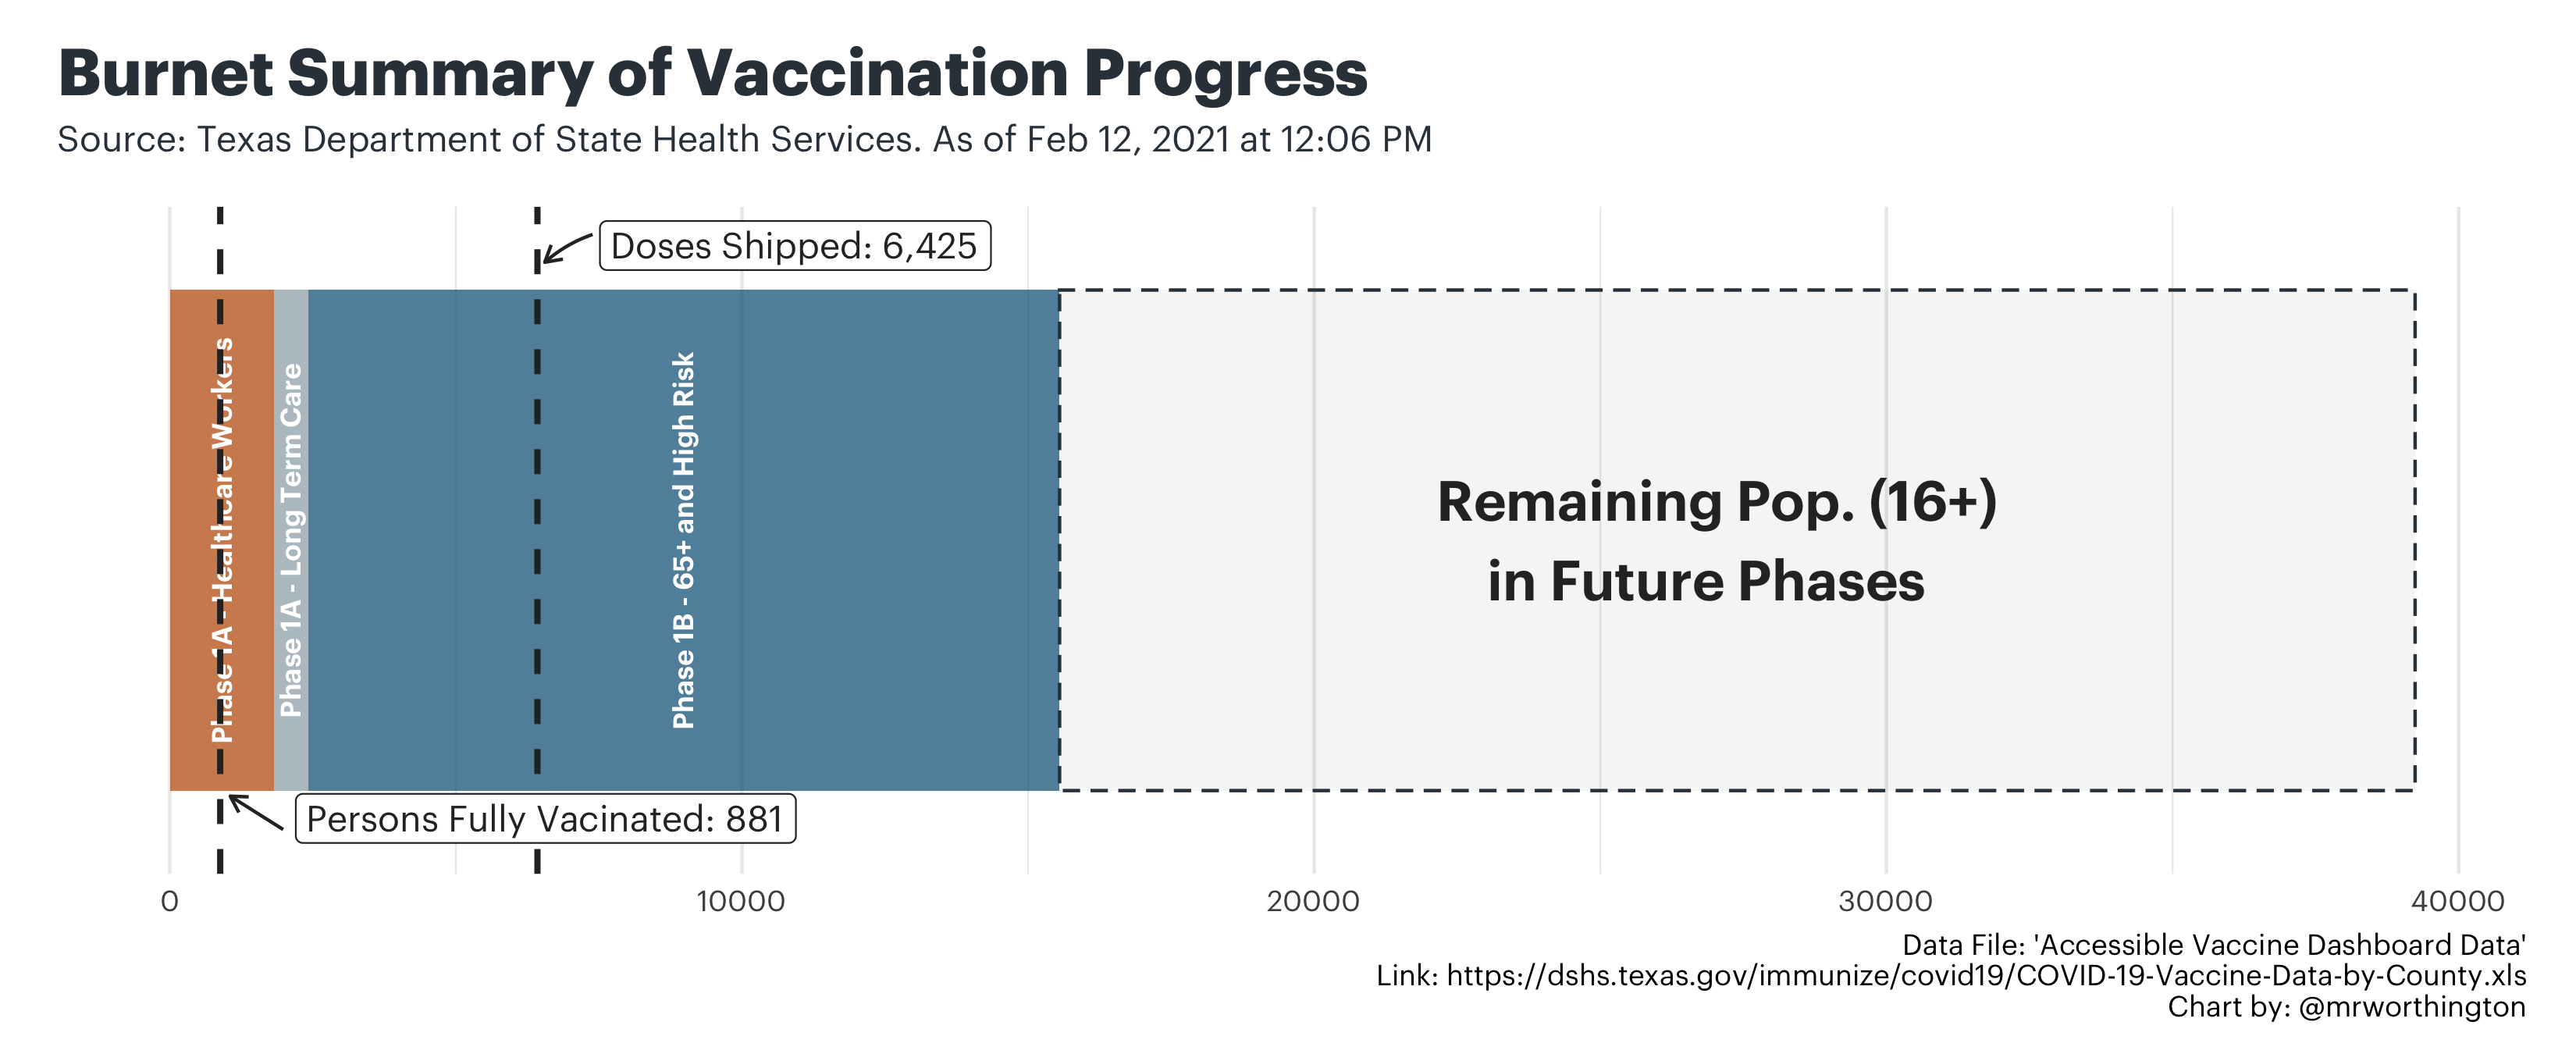 Burnet Summary of Vaccination Progress
Source: Texas Department of State Health Services. As of Feb 12, 2021 at 12:06 PM
Doses Shipped: 6,425
Phase 1A - Healthcare Workers
Phase 1A - Long Term Care
Phase 1B - 65+ and High Risk
Remaining Pop. (16+)
in Future Phases
Persons Fully Vacinated: 881
0 10000 20000 30000 40000
Data File: 'Accessible Vaccine Dashboard Data'
Link: https://dshs.texas.gov/immunize/covid19/COVID-19-Vaccine-Data-by-County.xls
Chart by: @mrworthington